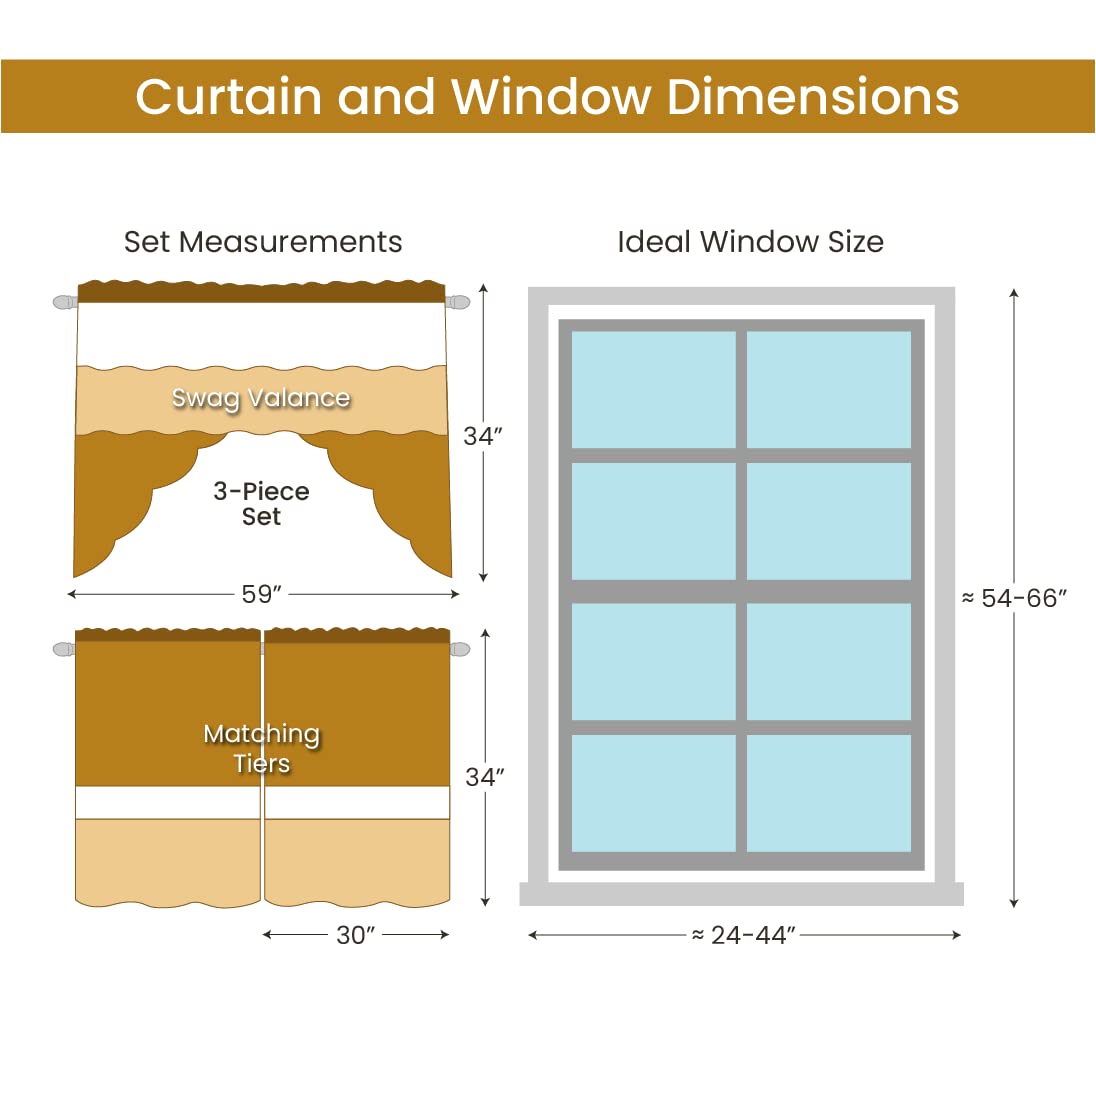 Curtain and Window Dimensions
Set Measurements
Swag Valance
3-Piece
Set
34”
59”
Matching
Tiers
34”
30”
Ideal Window Size
≈ 54-66”
≈ 24-44”